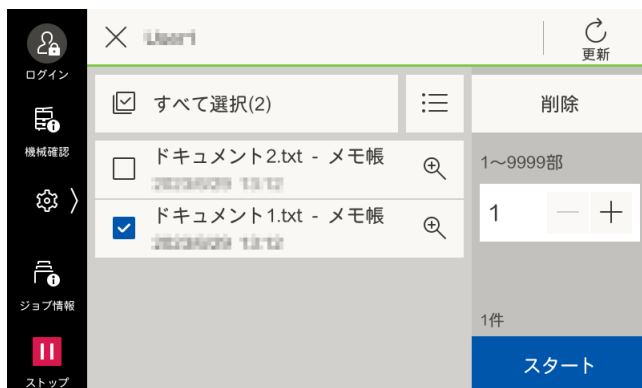 ログイン
機械確認
ジョブ情報
ストップ
更新
すべて選択(2)
ドキュメント2.txt - メモ帳
ドキュメント1.txt - メモ帳
削除
1～9999部
1
1件
スタート